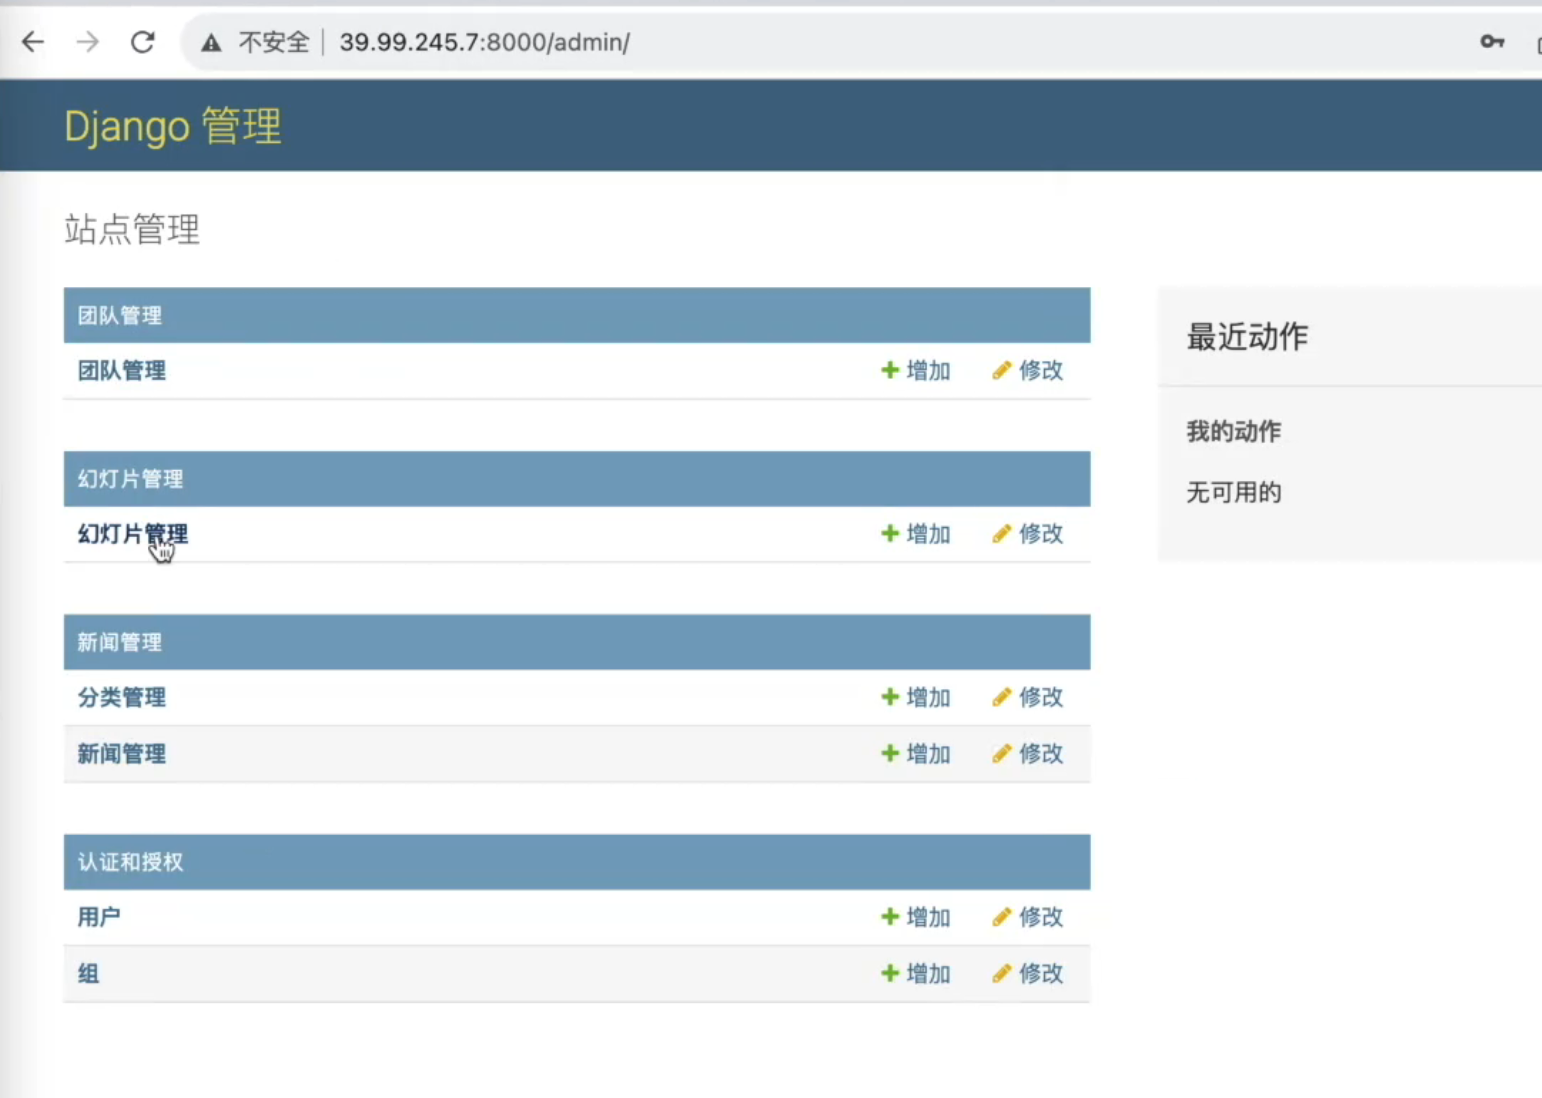 不安全 39.99.245.7:8000/admin/
Django 管理
站点管理
团队管理
团队管理 增加 修改
幻灯片管理
幻灯片管理 增加 修改
新闻管理
分类管理 增加 修改
新闻管理 增加 修改
认证和授权
用户 增加 修改
组 增加 修改
最近动作
我的动作
无可用的